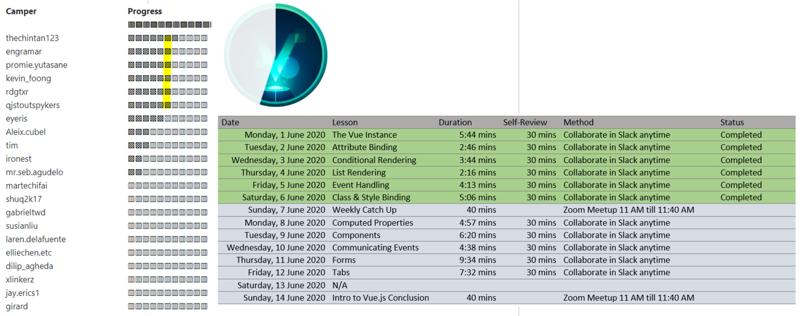 Camper Progress
thechintan123
engramar
promie.yutasane
kevin_foong
rdgtxr
qjstoutspykers
eyeris
Aleix.cubel
tim
ironest
mr.seb.agudelo
martechifai
shuq2k17
gabrieltwd
susianliu
laren.delafuente
elliechen.etc
dilip_agheda
xlinkerz
jay.erics1
girard
Date Lesson Duration Self-Review Method Status
Monday, 1 June 2020 The Vue Instance 5:44 mins 30 mins Collaborate in Slack anytime Completed
Tuesday, 2 June 2020 Attribute Binding 2:46 mins 30 mins Collaborate in Slack anytime Completed
Wednesday, 3 June 2020 Conditional Rendering 3:44 mins 30 mins Collaborate in Slack anytime Completed
Thursday, 4 June 2020 List Rendering 2:16 mins 30 mins Collaborate in Slack anytime Completed
Friday, 5 June 2020 Event Handling 4:13 mins 30 mins Collaborate in Slack anytime Completed
Saturday, 6 June 2020 Class & Style Binding 5:06 mins 30 mins Collaborate in Slack anytime Completed
Sunday, 7 June 2020 Weekly Catch Up 40 mins Zoom Meetup 11 AM till 11:40 AM
Monday, 8 June 2020 Computed Properties 4:57 mins 30 mins Collaborate in Slack anytime
Tuesday, 9 June 2020 Components 6:20 mins 30 mins Collaborate in Slack anytime
Wednesday, 10 June 2020 Communicating Events 4:38 mins 30 mins Collaborate in Slack anytime
Thursday, 11 June 2020 Forms 9:34 mins 30 mins Collaborate in Slack anytime
Friday, 12 June 2020 Tabs 7:32 mins 30 mins Collaborate in Slack anytime
Saturday, 13 June 2020 N/A
Sunday, 14 June 2020 Intro to Vue.js Conclusion 40 mins Zoom Meetup 11 AM till 11:40 AM